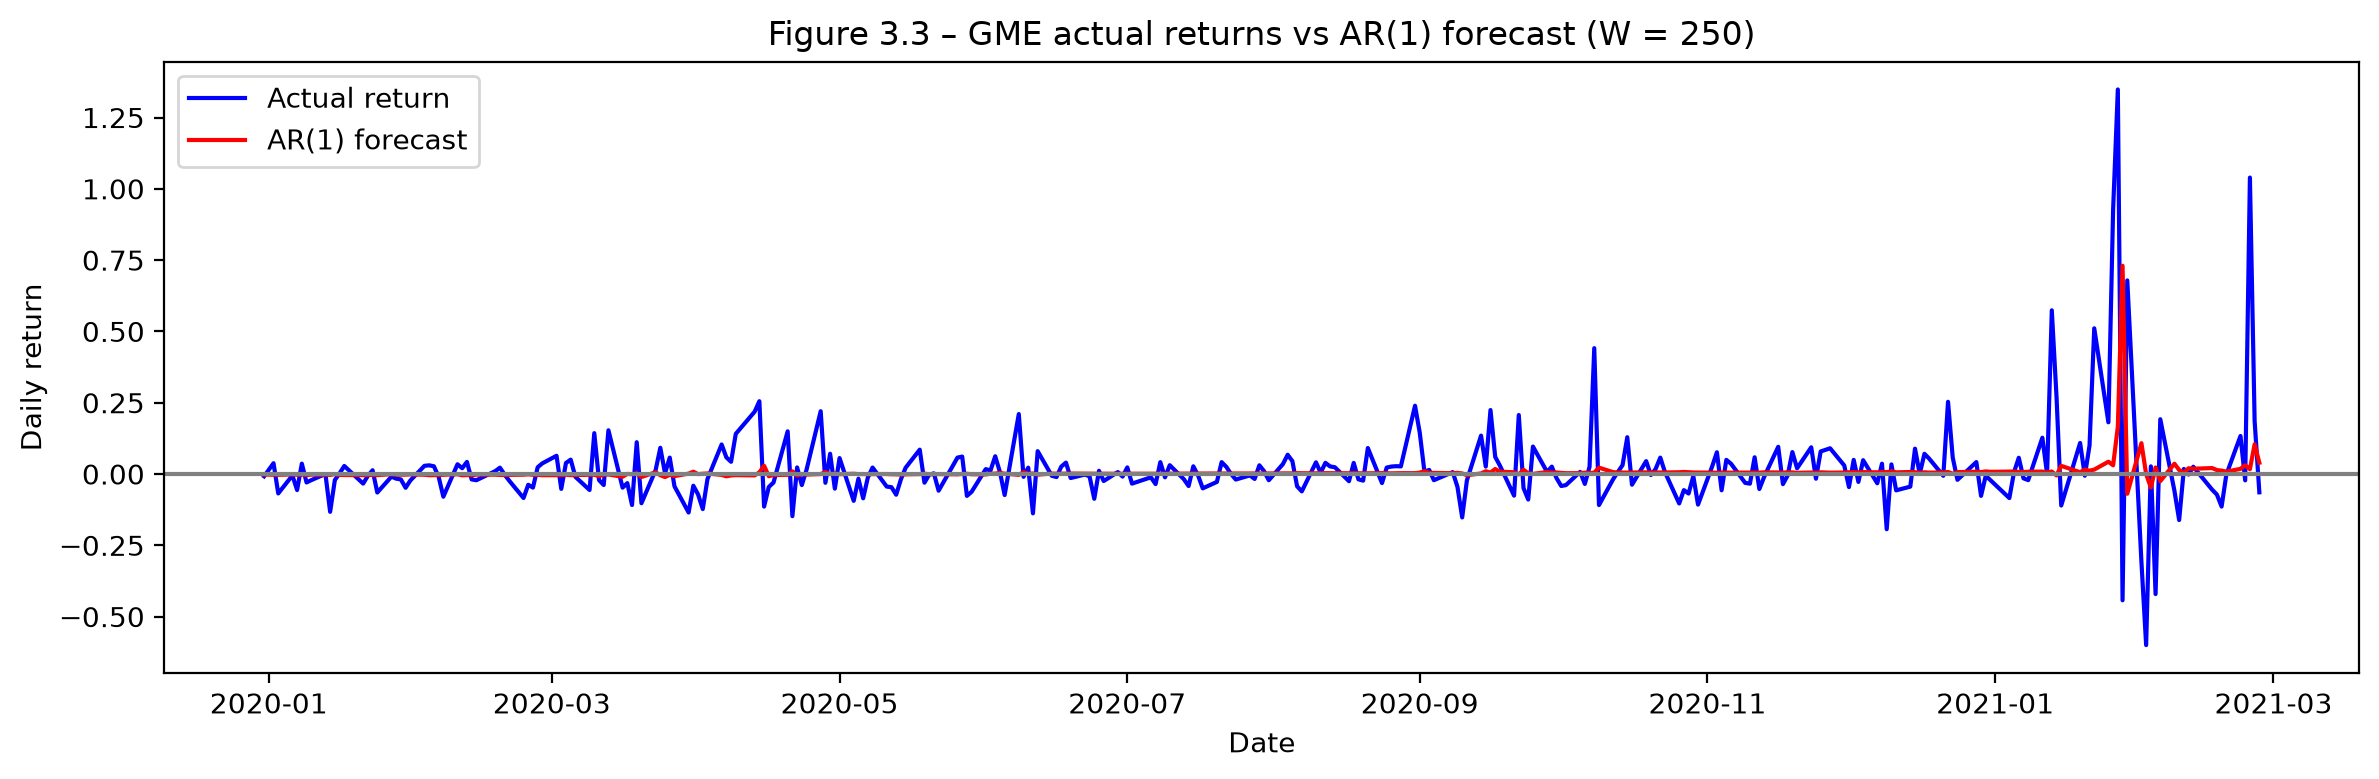 Figure 3.3 – GME actual returns vs AR(1) forecast (W = 250)
Actual return
AR(1) forecast
Daily return
1.25
1.00
0.75
0.50
0.25
0.00
−0.25
−0.50
2020-01 2020-03 2020-05 2020-07 2020-09 2020-11 2021-01 2021-03
Date